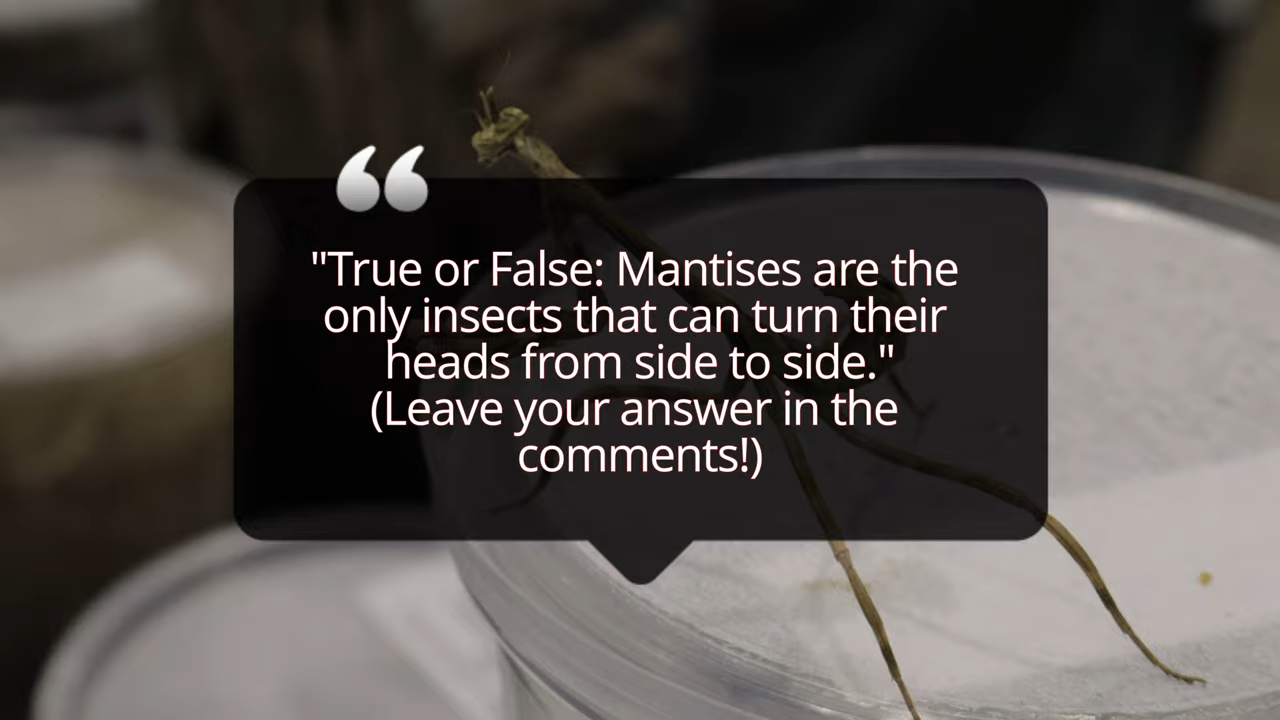 "True or False: Mantises are the
only insects that can turn their
heads from side to side."
(Leave your answer in the
comments!)